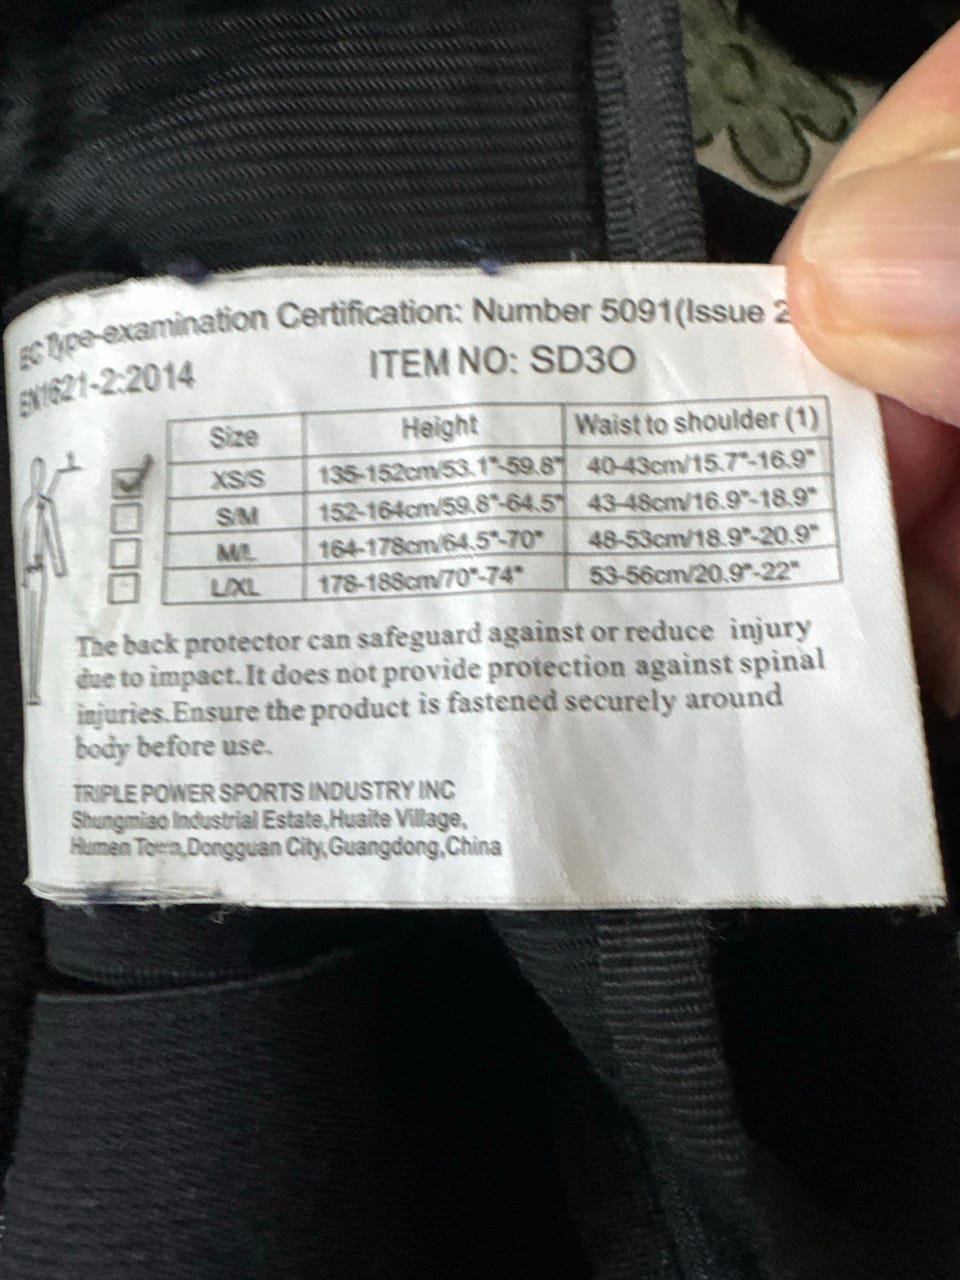 EC Type-examination Certification: Number 5091(Issue 2
EN1621-2:2014
ITEM NO: SD3O
Size Height Waist to shoulder (1)
XS/S 135-152cm/53.1"-59.8" 40-43cm/15.7"-16.9"
S/M 152-164cm/59.8"-64.5" 43-48cm/16.9"-18.9"
M/L 164-178cm/64.5"-70" 48-53cm/18.9"-20.9"
L/XL 178-188cm/70"-74" 53-56cm/20.9"-22"
The back protector can safeguard against or reduce injury
due to impact.It does not provide protection against spinal
injuries.Ensure the product is fastened securely around
body before use.
TRIPLE POWER SPORTS INDUSTRY INC
Shungmiao Industrial Estate,Huaite Village,
Humen Town,Dongguan City,Guangdong,China